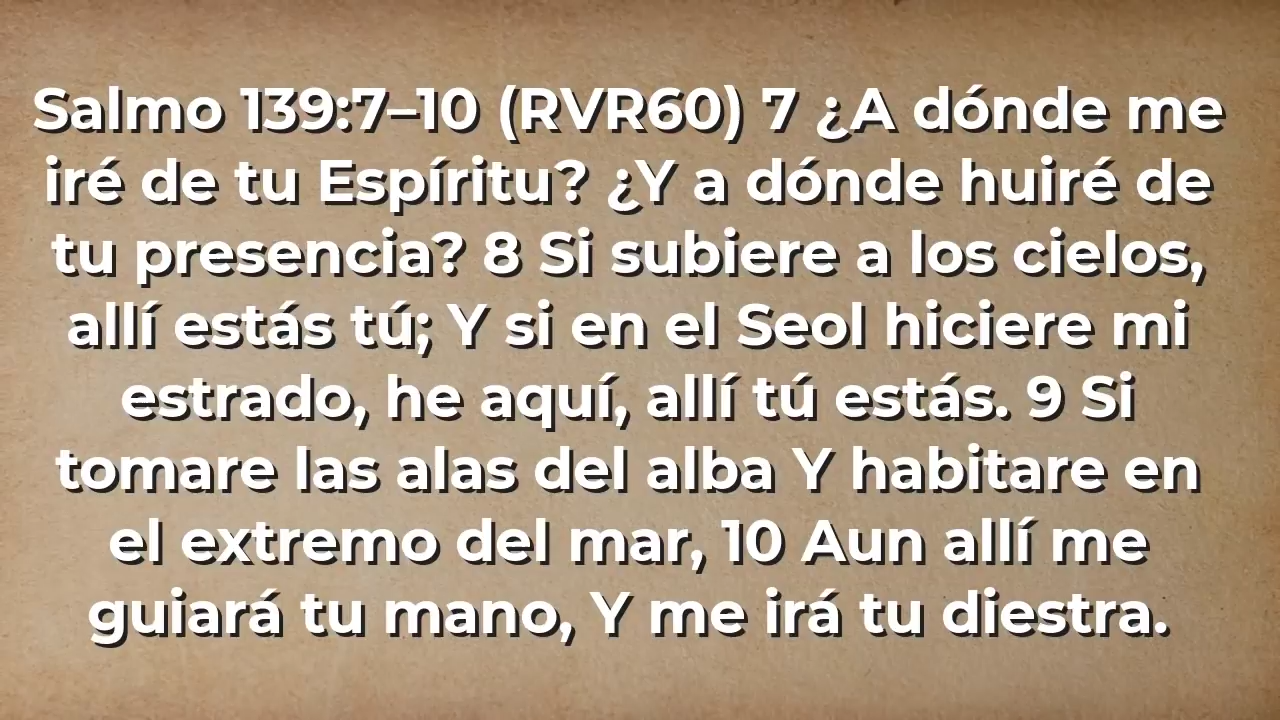 Salmo 139:7–10 (RVR60) 7 ¿A dónde me
iré de tu Espíritu? ¿Y a dónde huiré de
tu presencia? 8 Si subiere a los cielos,
allí estás tú; Y si en el Seol hiciere mi
estrado, he aquí, allí tú estás. 9 Si
tomare las alas del alba Y habitare en
el extremo del mar, 10 Aun allí me
guiará tu mano, Y me irá tu diestra.